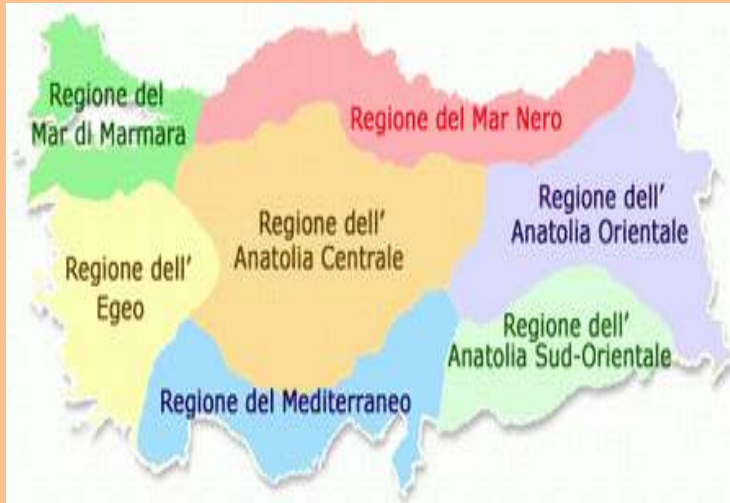 Regione del
Mar di Marmara
Regione del Mar Nero
Regione dell'
Anatolia Orientale
Regione dell'
Anatolia Centrale
Regione dell'
Egeo
Regione dell'
Anatolia Sud-Orientale
Regione del Mediterraneo